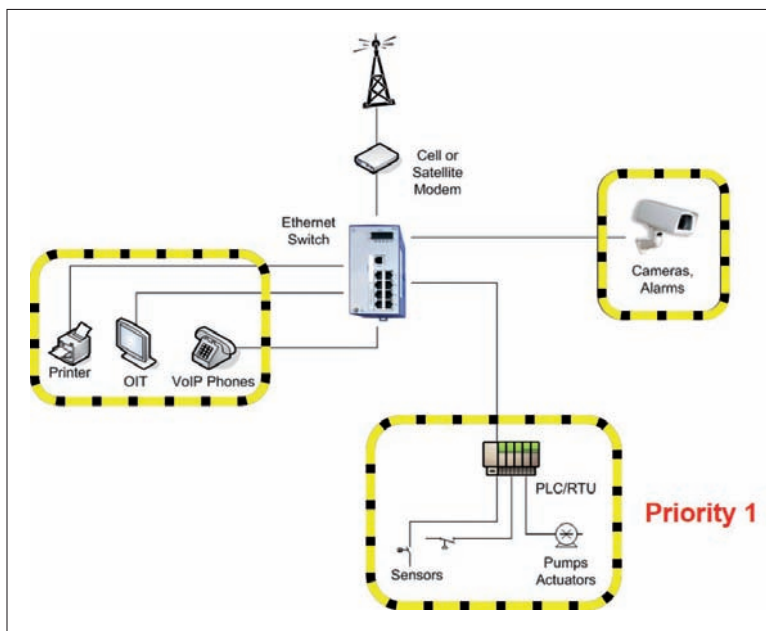 Cell or
Satellite
Modem
Ethernet
Switch
Cameras,
Alarms
Printer
OIT
VoIP Phones
PLC/RTU
Priority 1
Sensors
Pumps
Actuators